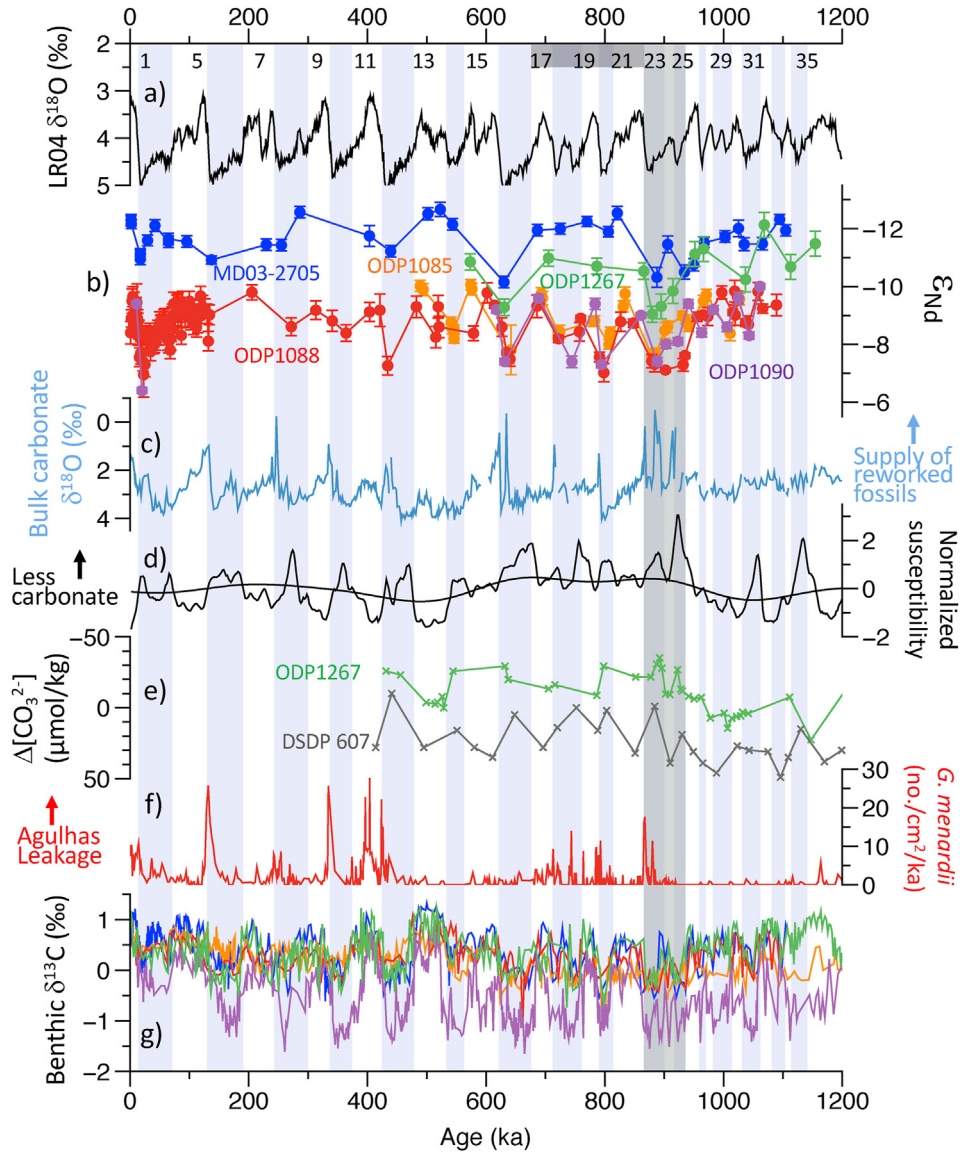 0 200 400 600 800 1000 1200
1 5 7 9 11 13 15 17 19 21 23 25 29 31 35
a)
LR04 δ18O (‰)
2
3
4
5
b)
MD03-2705
ODP1085
ODP1267
ODP1088
ODP1090
εNd
−12
−10
−8
−6
c)
Bulk carbonate
δ18O (‰)
0
2
4
Supply of
reworked
fossils
d)
Less
carbonate
Normalized
susceptibility
2
0
−2
e)
ODP1267
DSDP 607
Δ[CO₃²⁻]
(μmol/kg)
−50
0
50
f)
Agulhas
Leakage
G. menardii
(no./cm²/ka)
30
20
10
0
g)
Benthic δ13C (‰)
1
0
−1
−2
0 200 400 600 800 1000 1200
Age (ka)